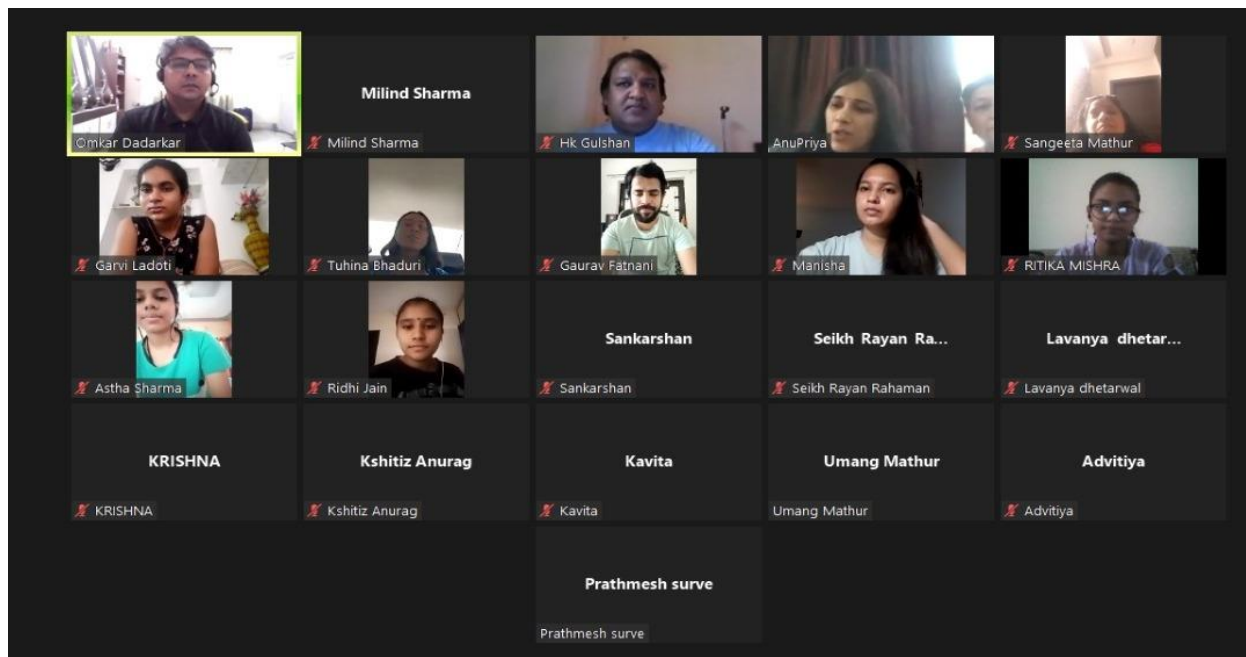 Omkar Dadarkar
Milind Sharma
Milind Sharma
Hk Gulshan
AnuPriya
Sangeeta Mathur
Garvi Ladoti
Tuhina Bhaduri
Gaurav Fatnani
Manisha
RITIKA MISHRA
Astha Sharma
Ridhi Jain
Sankarshan
Sankarshan
Seikh Rayan Ra...
Seikh Rayan Rahaman
Lavanya dhetar...
Lavanya dhetarwal
KRISHNA
KRISHNA
Kshitiz Anurag
Kshitiz Anurag
Kavita
Kavita
Umang Mathur
Umang Mathur
Advitiya
Advitiya
Prathmesh surve
Prathmesh surve